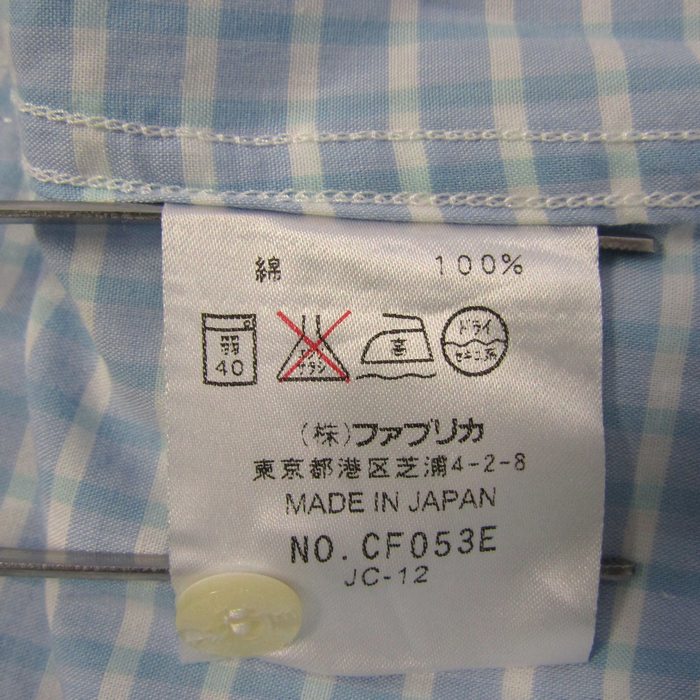 綿 100%
弱 40
エンソ サラシ
高
ドライ
セキユ系
(株)ファブリカ
東京都港区芝浦4-2-8
MADE IN JAPAN
NO. CF053E
JC-12